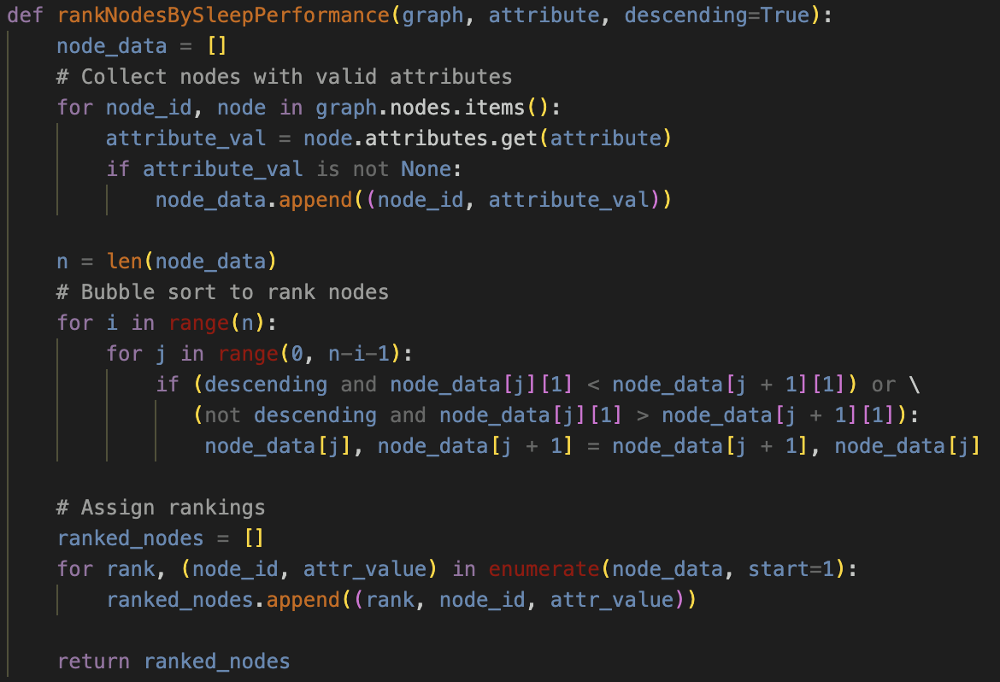 def rankNodesBySleepPerformance(graph, attribute, descending=True):
    node_data = []
    # Collect nodes with valid attributes
    for node_id, node in graph.nodes.items():
        attribute_val = node.attributes.get(attribute)
        if attribute_val is not None:
            node_data.append((node_id, attribute_val))

    n = len(node_data)
    # Bubble sort to rank nodes
    for i in range(n):
        for j in range(0, n-i-1):
            if (descending and node_data[j][1] < node_data[j + 1][1]) or \
               (not descending and node_data[j][1] > node_data[j + 1][1]):
                node_data[j], node_data[j + 1] = node_data[j + 1], node_data[j]

    # Assign rankings
    ranked_nodes = []
    for rank, (node_id, attr_value) in enumerate(node_data, start=1):
        ranked_nodes.append((rank, node_id, attr_value))

    return ranked_nodes